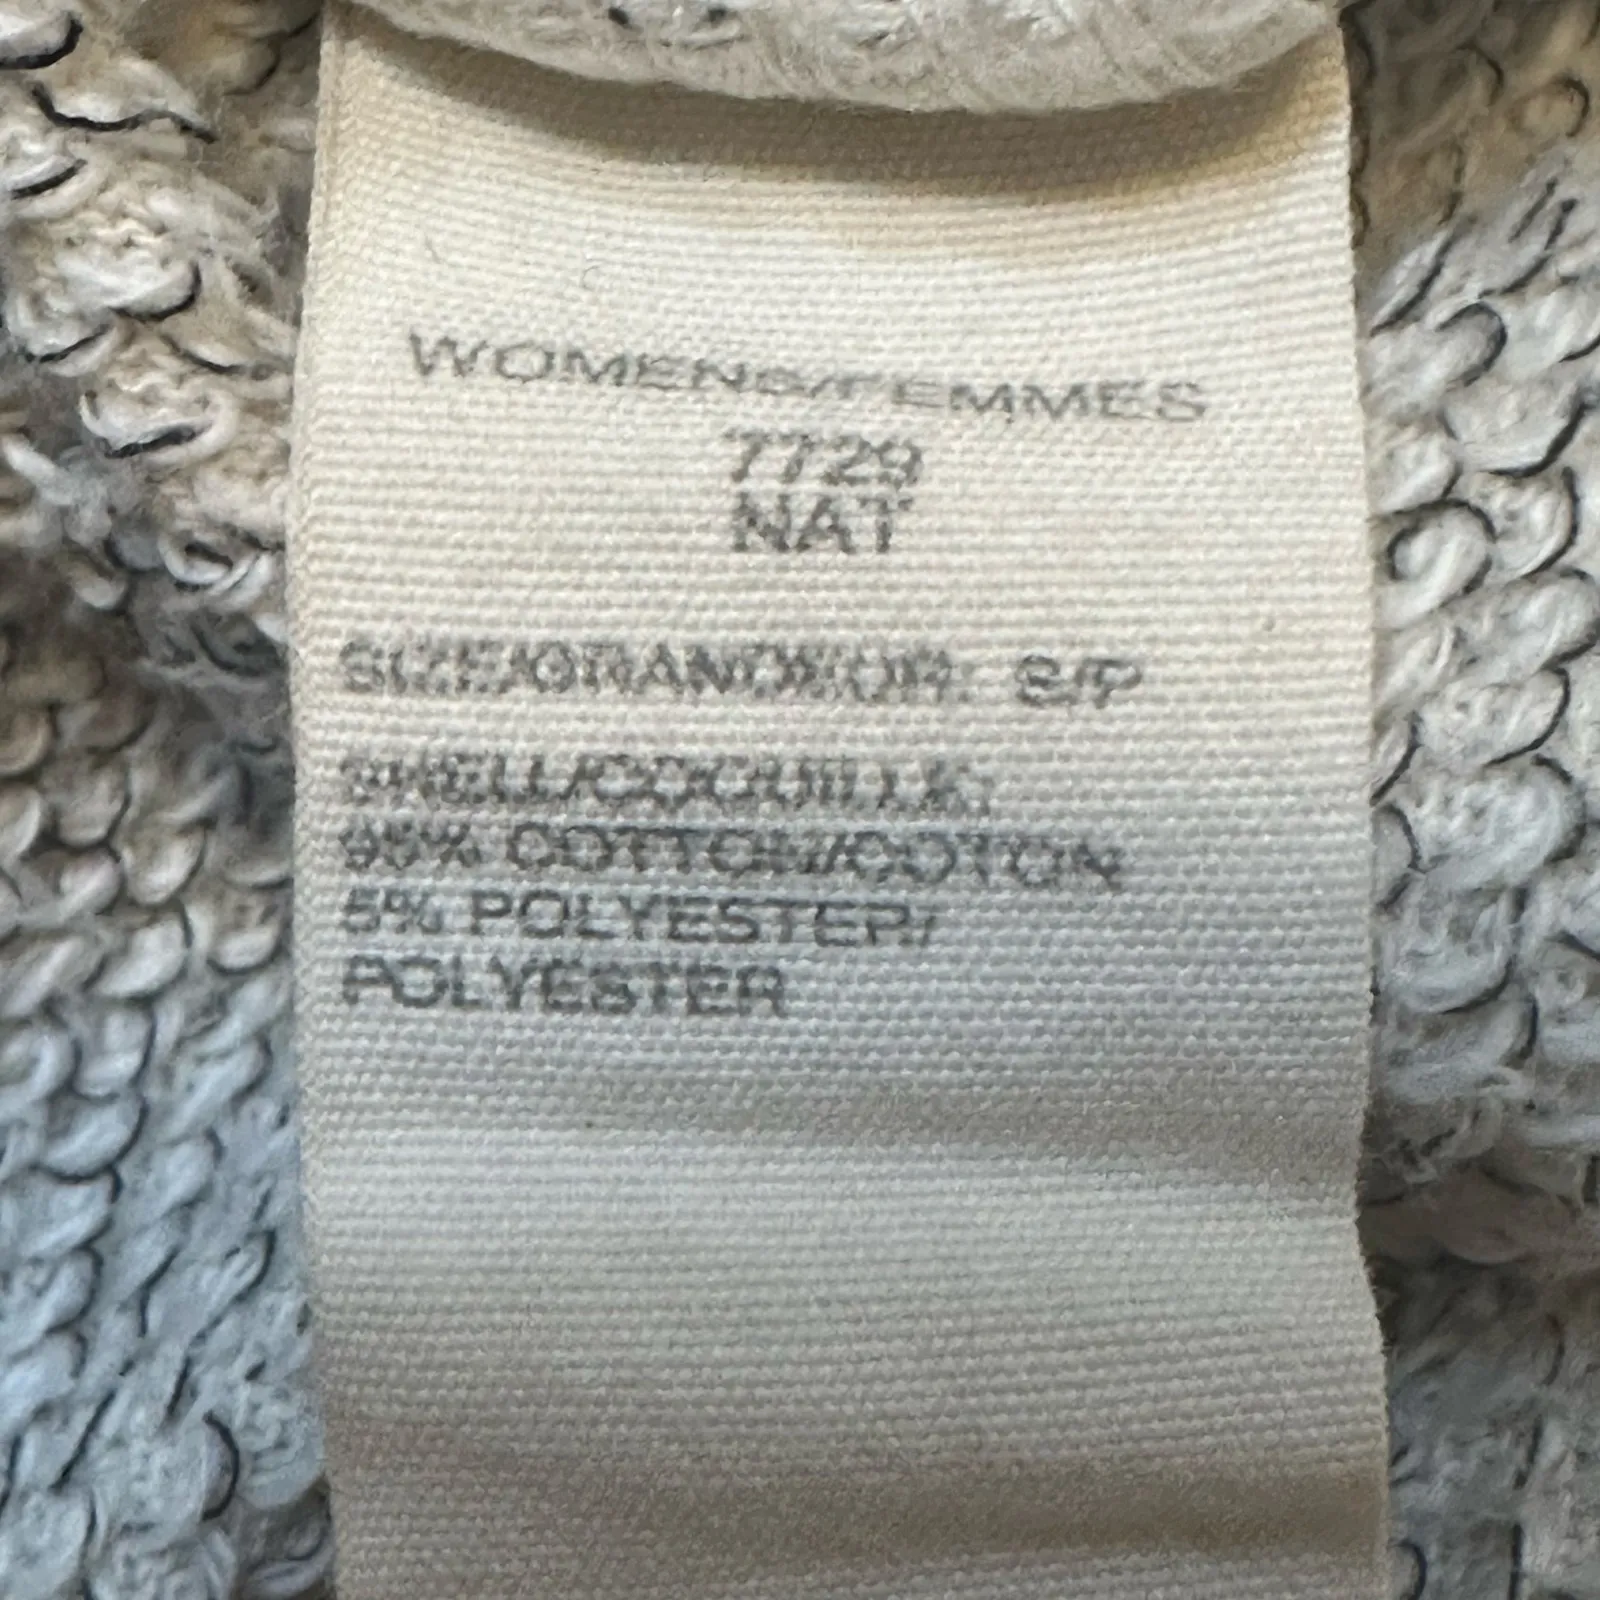 WOMENS/FEMMES
7729
NAT
SIZE/GRANDEUR: S/P
SHELL/COQUILLE:
95% COTTON/COTON
5% POLYESTER/
POLYESTER